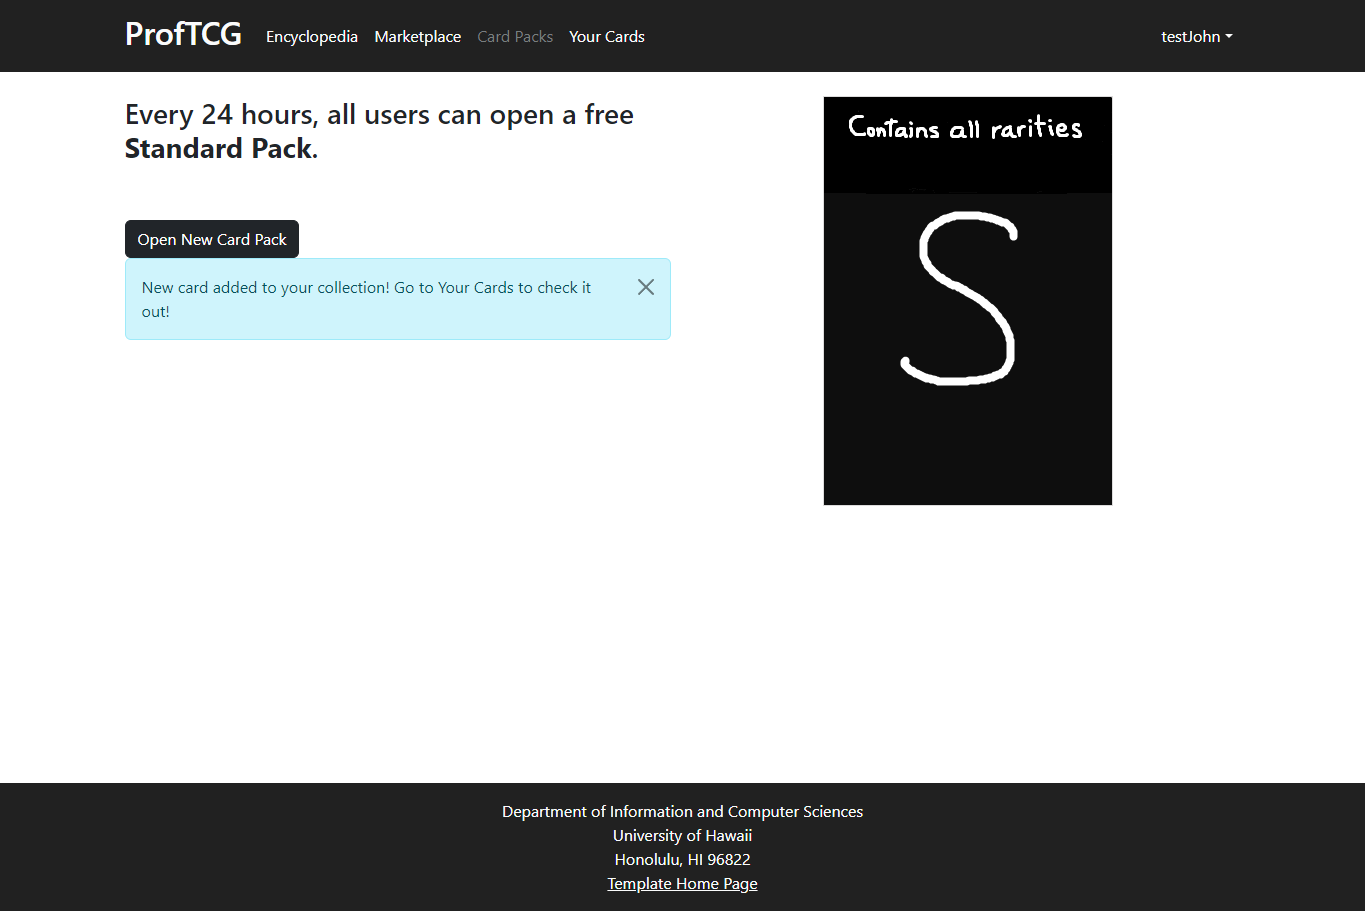 ProfTCG Encyclopedia Marketplace Card Packs Your Cards testJohn
Every 24 hours, all users can open a free
Standard Pack.
Open New Card Pack
New card added to your collection! Go to Your Cards to check it
out!
Contains all rarities
S
Department of Information and Computer Sciences
University of Hawaii
Honolulu, HI 96822
Template Home Page